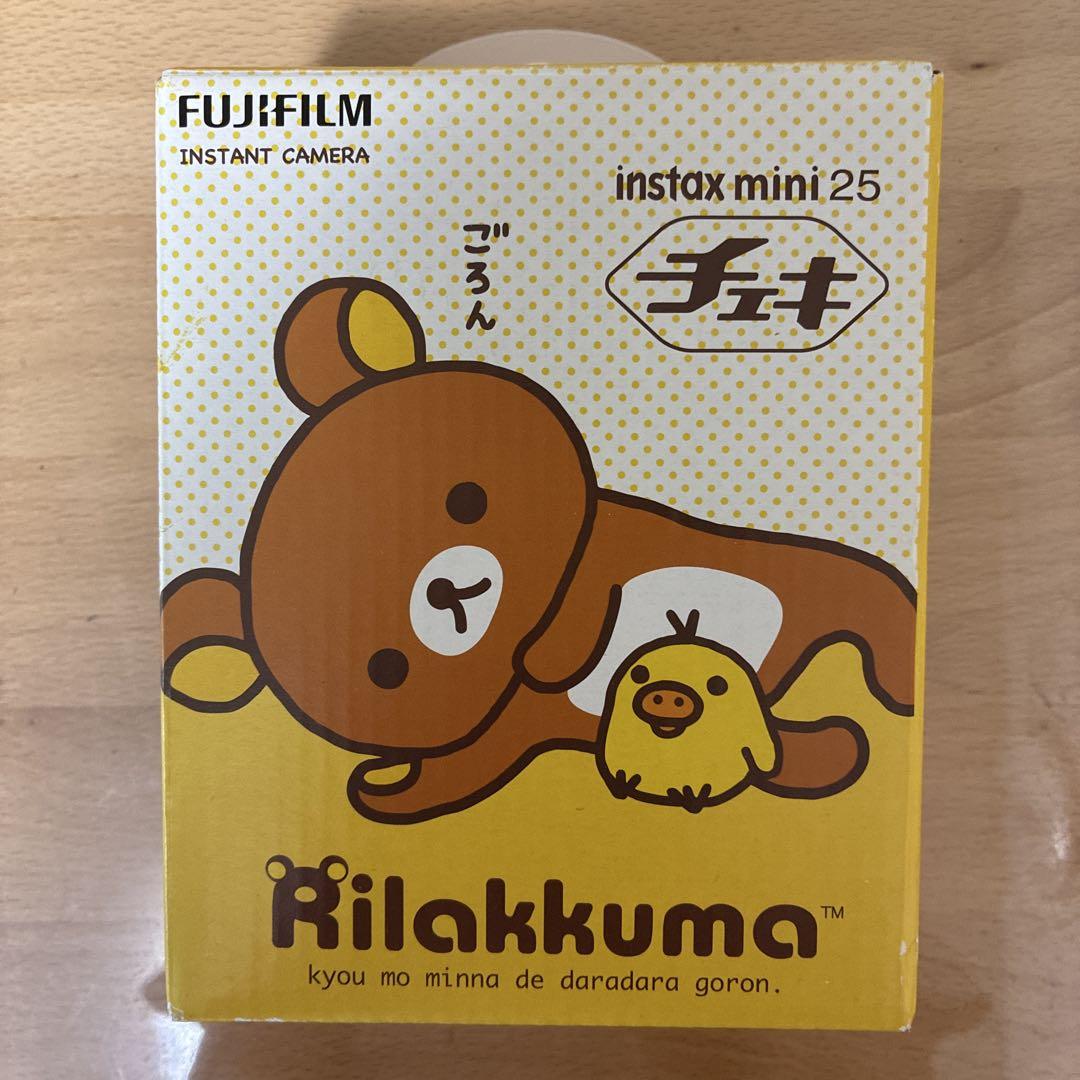 FUJIFILM
INSTANT CAMERA
instax mini 25
チェキ
ごろん
Rilakkuma™
kyou mo minna de daradara goron.